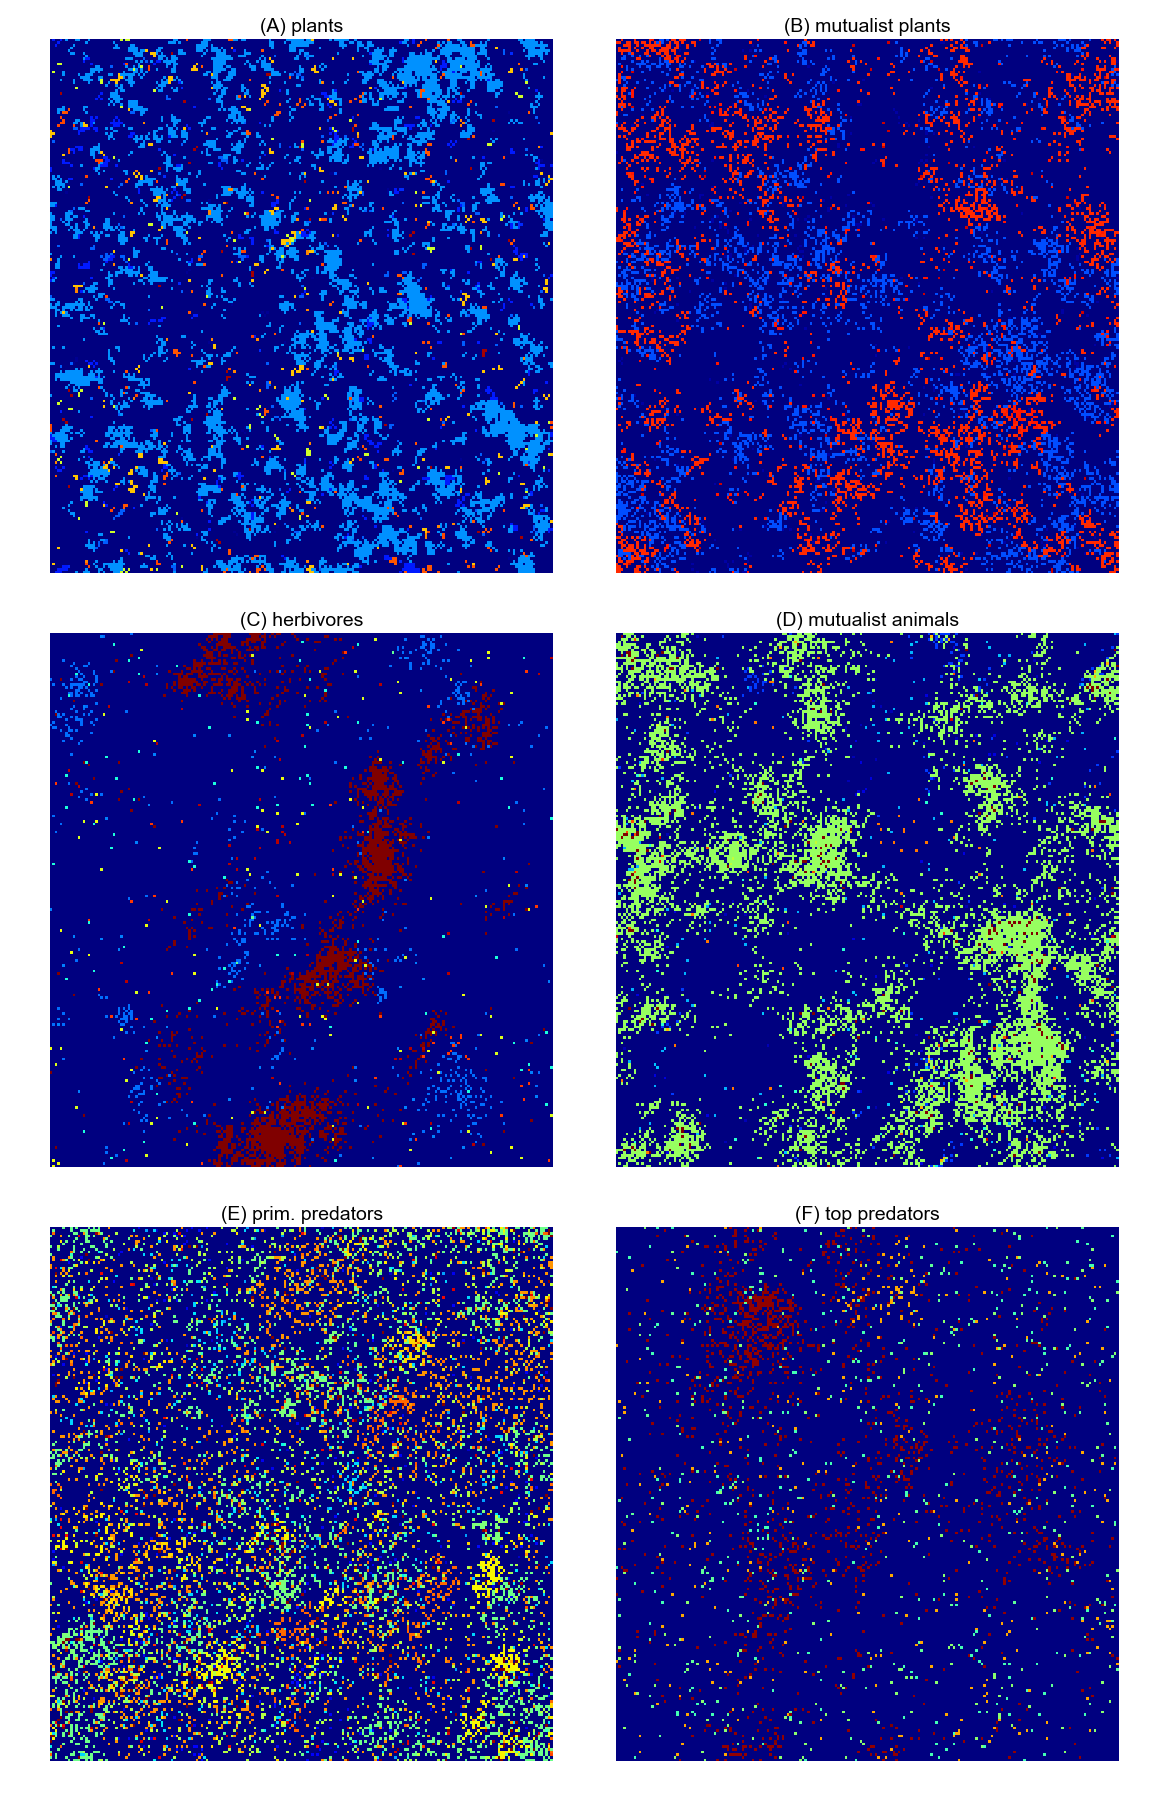 (A) plants
(B) mutualist plants
(C) herbivores
(D) mutualist animals
(E) prim. predators
(F) top predators